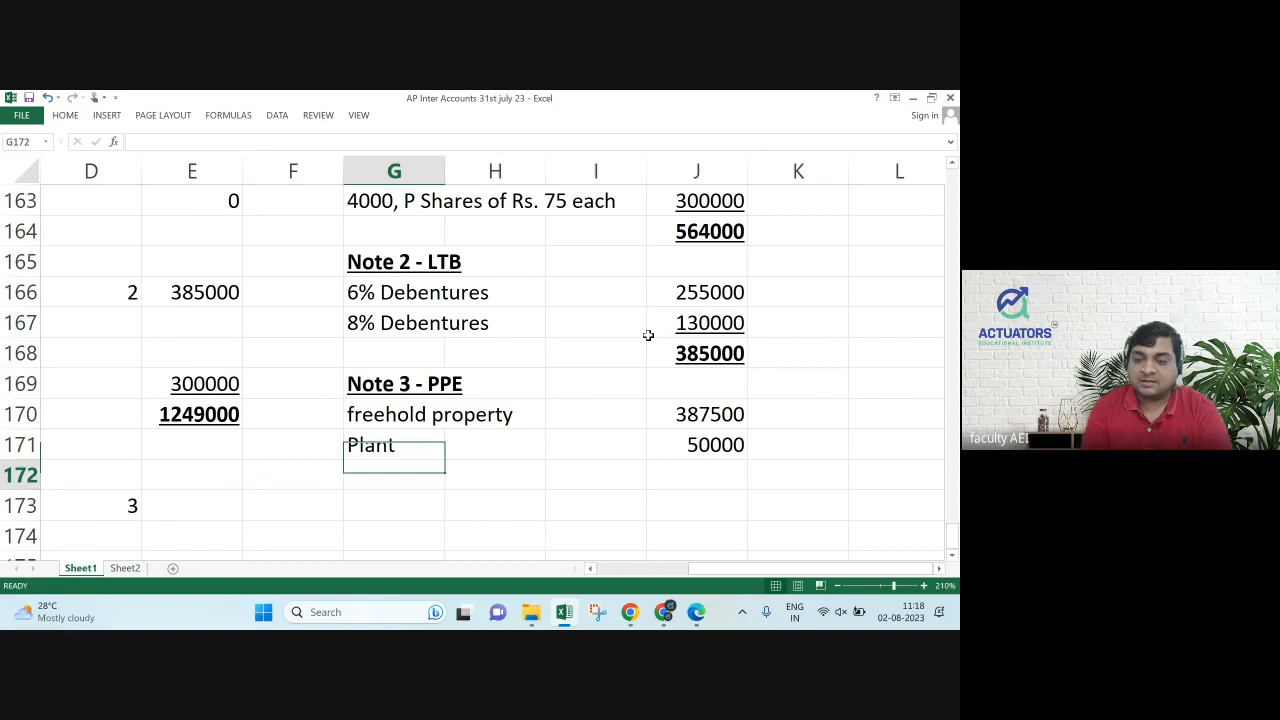 AP Inter Accounts 31st july 23 - Excel
Sign in
FILE HOME INSERT PAGE LAYOUT FORMULAS DATA REVIEW VIEW
G172
D E F G H I J K L
163 0 4000, P Shares of Rs. 75 each 300000
164 564000
165 Note 2 - LTB
166 2 385000 6% Debentures 255000
167 8% Debentures 130000
168 385000
169 300000 Note 3 - PPE
170 1249000 freehold property 387500
171 Plant 50000
172
173 3
174
Sheet1 Sheet2
READY 210%
28°C
Mostly cloudy
Search
ENG
IN
11:18
02-08-2023
ACTUATORS
EDUCATIONAL INSTITUTE
faculty AEI